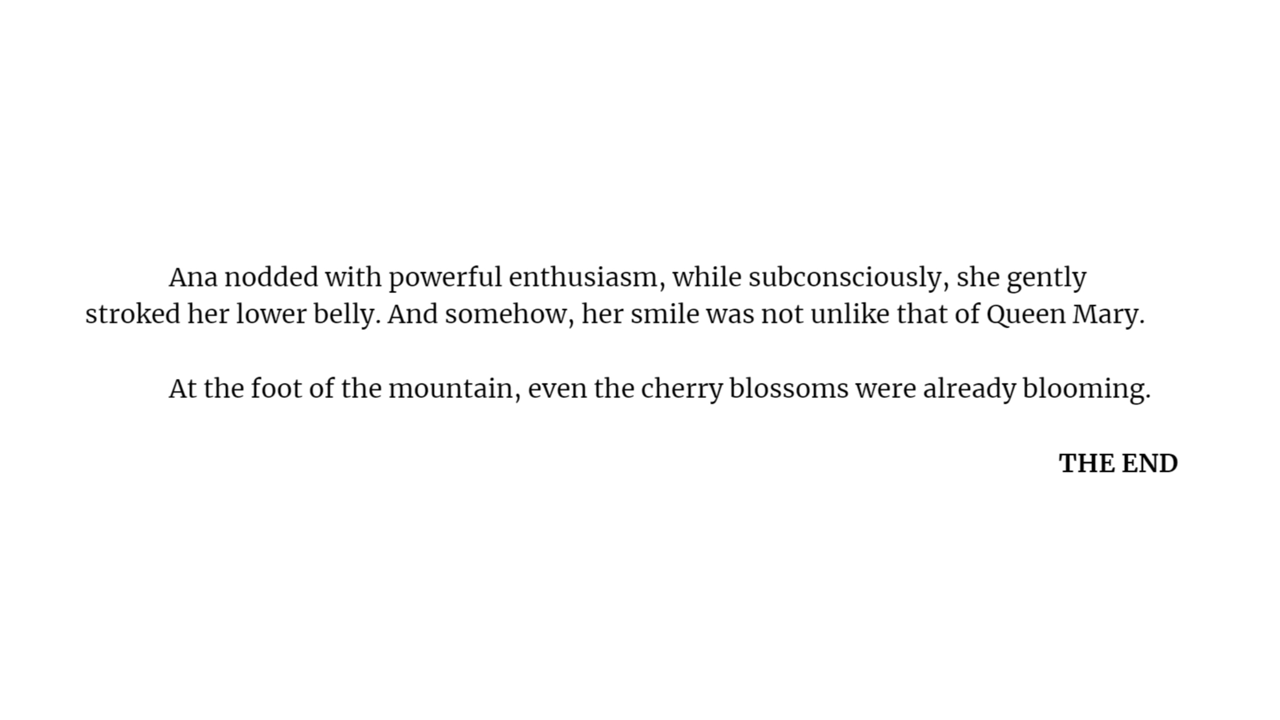 Ana nodded with powerful enthusiasm, while subconsciously, she gently
stroked her lower belly. And somehow, her smile was not unlike that of Queen Mary.
At the foot of the mountain, even the cherry blossoms were already blooming.
THE END